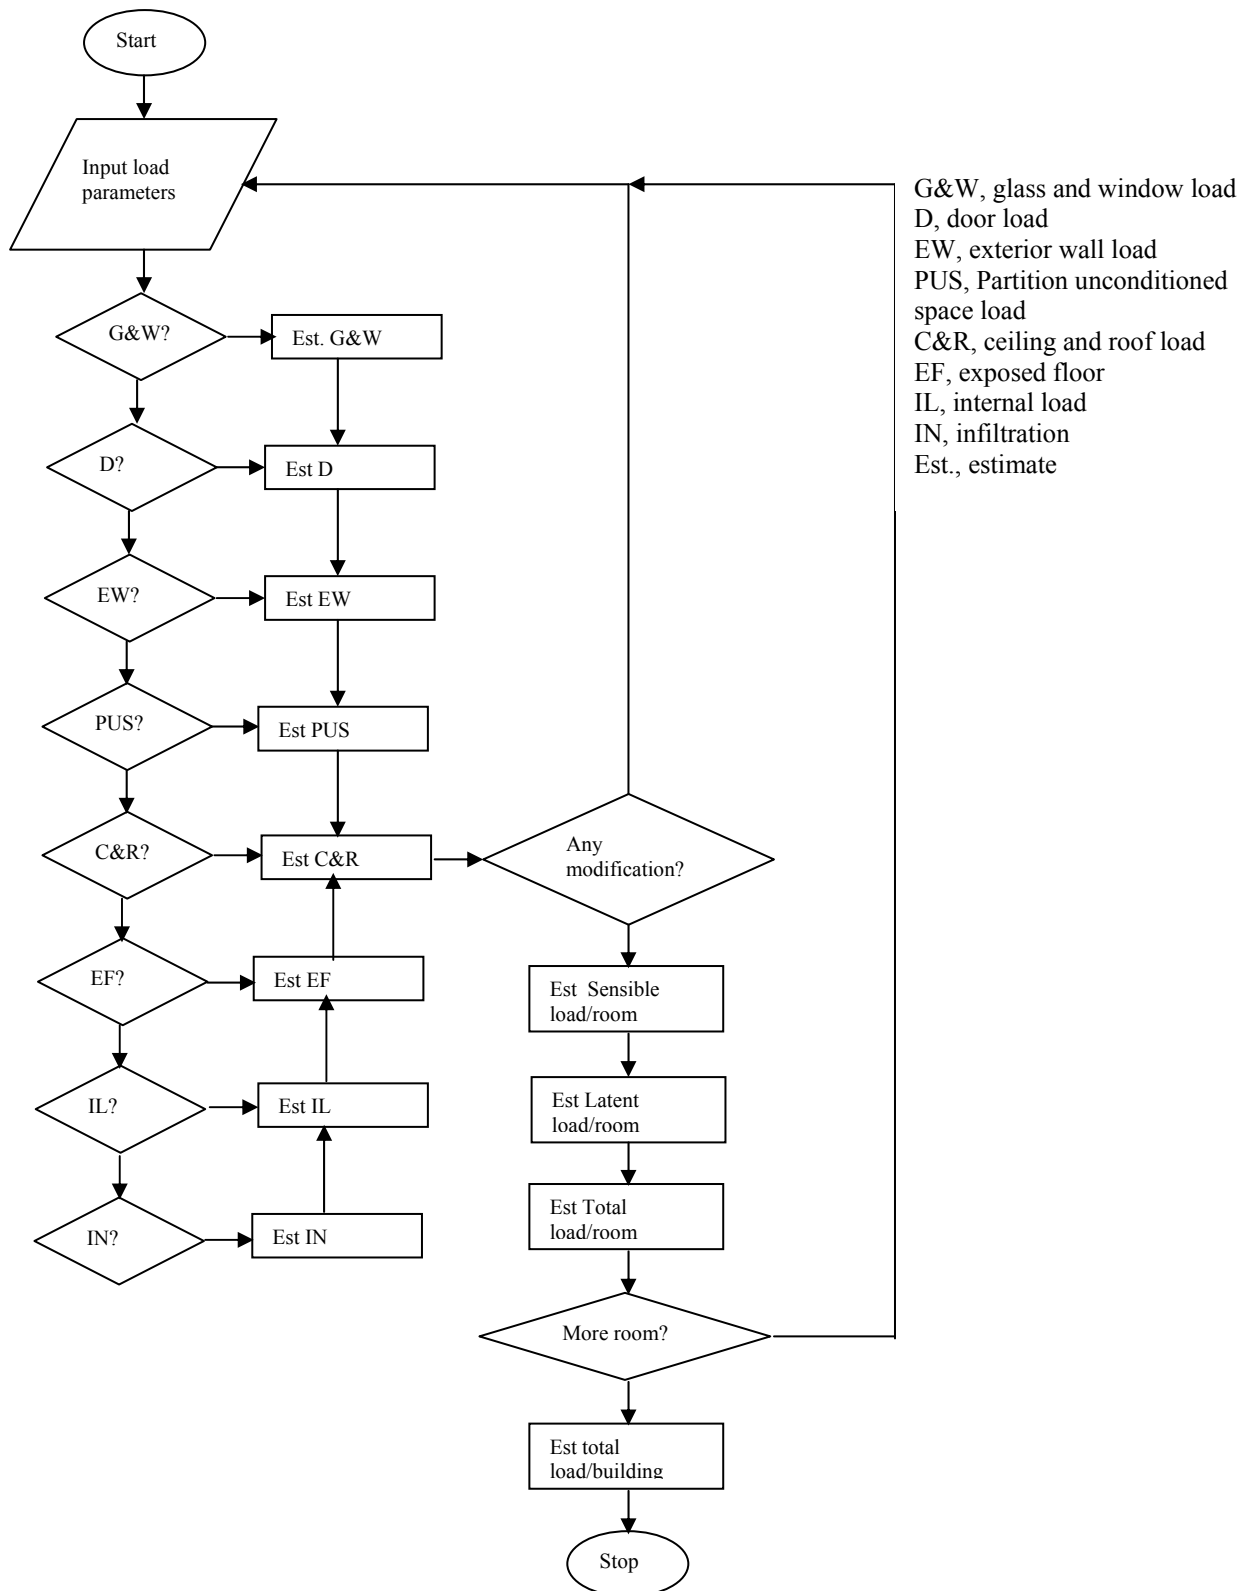 Start
Input load
parameters
G&W, glass and window load
D, door load
EW, exterior wall load
PUS, Partition unconditioned
space load
C&R, ceiling and roof load
EF, exposed floor
IL, internal load
IN, infiltration
Est., estimate
G&W?
Est. G&W
D?
Est D
EW?
Est EW
PUS?
Est PUS
C&R?
Est C&R
Any
modification?
EF?
Est EF
Est  Sensible
load/room
IL?
Est IL
Est Latent
load/room
IN?
Est IN
Est Total
load/room
More room?
Est total
load/building
Stop